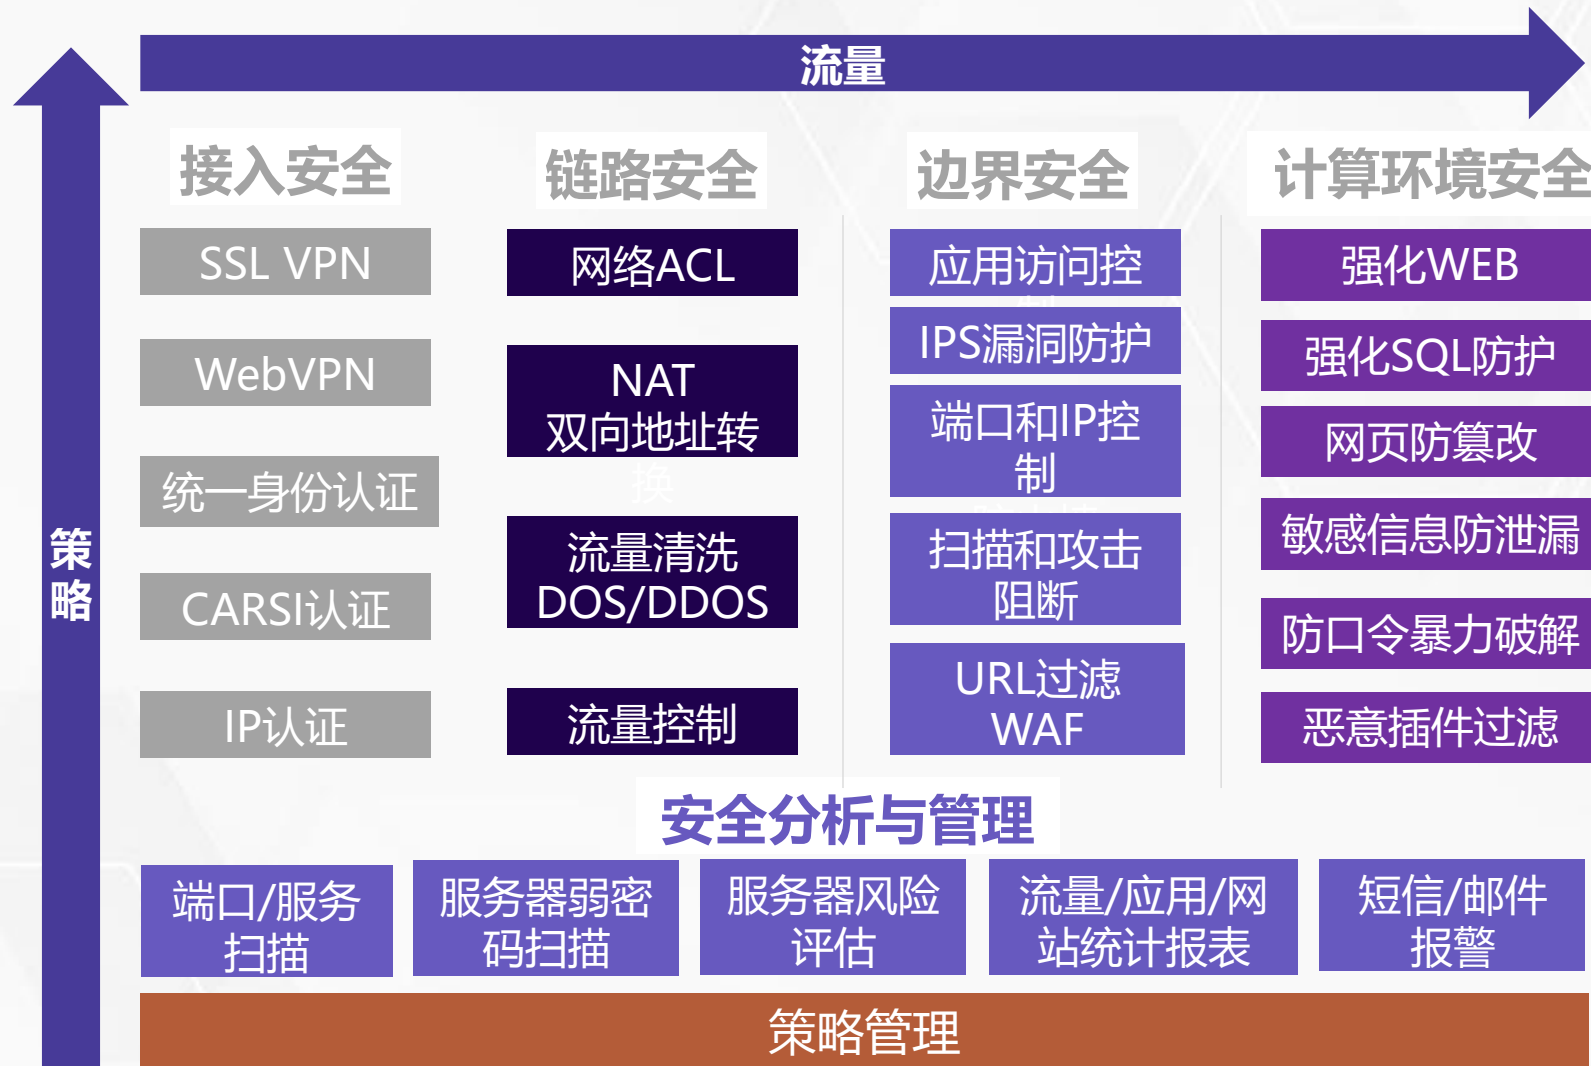 流量
策
略
接入安全
SSL VPN
WebVPN
统一身份认证
CARSI认证
IP认证
链路安全
网络ACL
NAT
双向地址转
换
流量清洗
DOS/DDOS
流量控制
边界安全
应用访问控
IPS漏洞防护
端口和IP控
制
扫描和攻击
阻断
URL过滤
WAF
计算环境安全
强化WEB
强化SQL防护
网页防篡改
敏感信息防泄漏
防口令暴力破解
恶意插件过滤
安全分析与管理
端口/服务
扫描
服务器弱密
码扫描
服务器风险
评估
流量/应用/网
站统计报表
短信/邮件
报警
策略管理